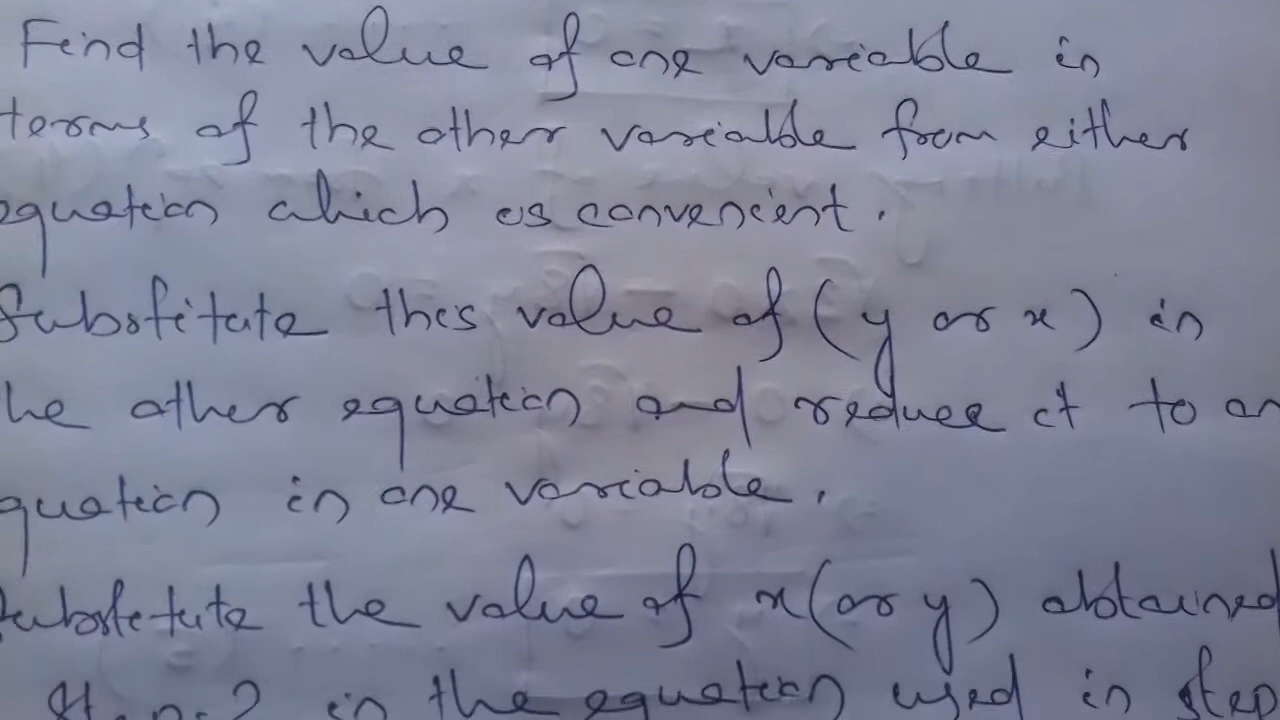 Find the value of one variable in
terms of the other variable from either
equation which is convenient.
Substitute this value of (y or x) in
he other equation and reduce it to an
quation in one variable.
Substitute the value of x (or y) obtained
in the equation used in step